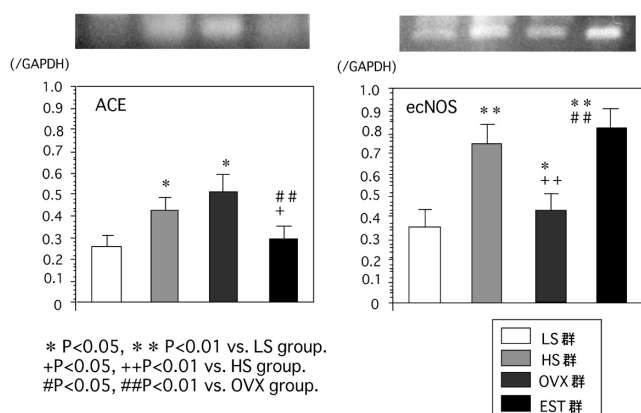 (/GAPDH)
ACE
1.0
0.9
0.8
0.7
0.6
0.5
0.4
0.3
0.2
0.1
0
*
*
##
+
(/GAPDH)
ecNOS
1.0
0.9
0.8
0.7
0.6
0.5
0.4
0.3
0.2
0.1
0
**
*
++
**
##
* P<0.05, ** P<0.01 vs. LS group.
+P<0.05, ++P<0.01 vs. HS group.
#P<0.05, ##P<0.01 vs. OVX group.
LS 群
HS 群
OVX 群
EST 群